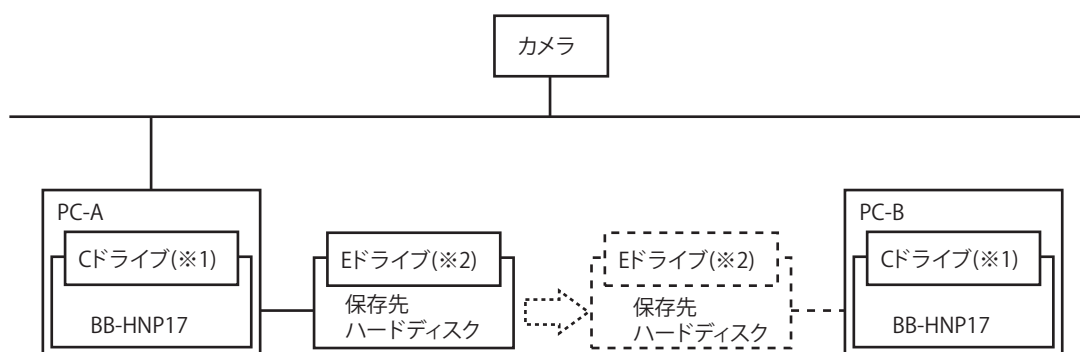 カメラ
PC-A
Cドライブ(※1)
BB-HNP17
Eドライブ(※2)
保存先
ハードディスク
Eドライブ(※2)
保存先
ハードディスク
PC-B
Cドライブ(※1)
BB-HNP17